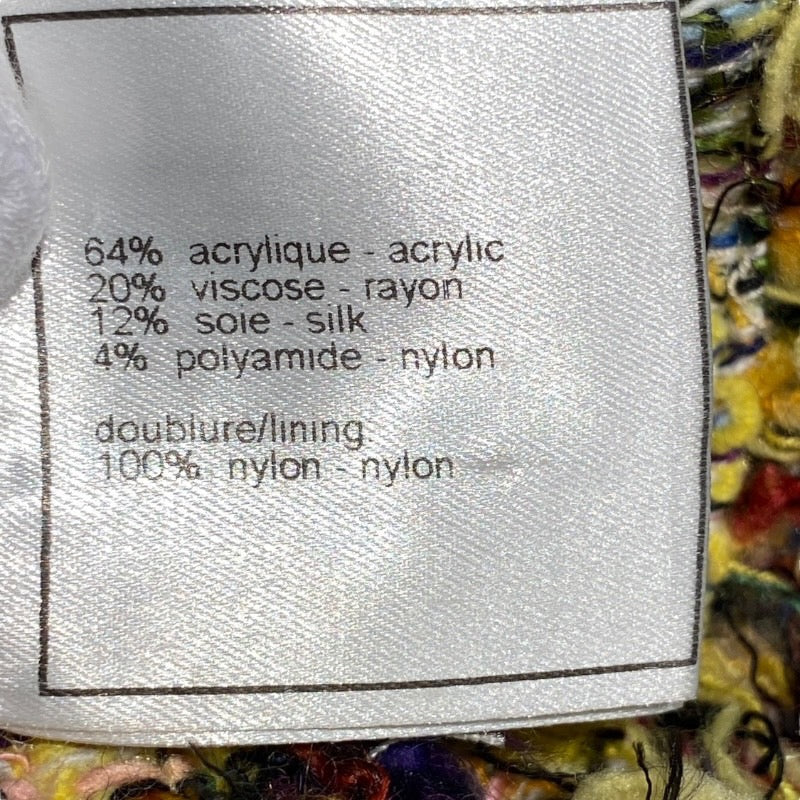 64% acrylique - acrylic
20% viscose - rayon
12% soie - silk
4% polyamide - nylon
doublure/lining:
100% nylon - nylon